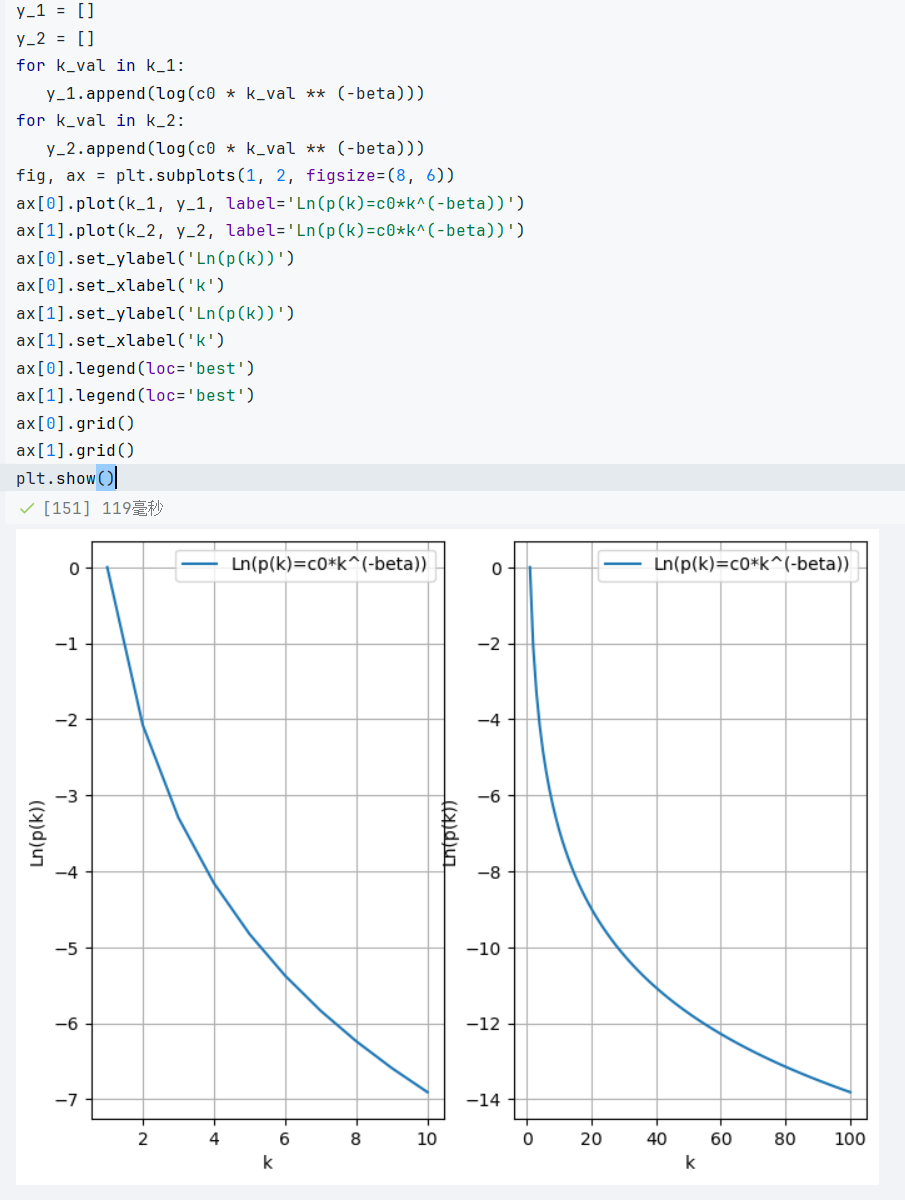 y_1 = []
y_2 = []
for k_val in k_1:
    y_1.append(log(c0 * k_val ** (-beta)))
for k_val in k_2:
    y_2.append(log(c0 * k_val ** (-beta)))
fig, ax = plt.subplots(1, 2, figsize=(8, 6))
ax[0].plot(k_1, y_1, label='Ln(p(k)=c0*k^(-beta))')
ax[1].plot(k_2, y_2, label='Ln(p(k)=c0*k^(-beta))')
ax[0].set_ylabel('Ln(p(k))')
ax[0].set_xlabel('k')
ax[1].set_ylabel('Ln(p(k))')
ax[1].set_xlabel('k')
ax[0].legend(loc='best')
ax[1].legend(loc='best')
ax[0].grid()
ax[1].grid()
plt.show()
[151] 119毫秒
Ln(p(k)=c0*k^(-beta))
0
−1
−2
−3
−4
−5
−6
−7
Ln(p(k))
2 4 6 8 10
k
Ln(p(k)=c0*k^(-beta))
0
−2
−4
−6
−8
−10
−12
−14
Ln(p(k))
0 20 40 60 80 100
k